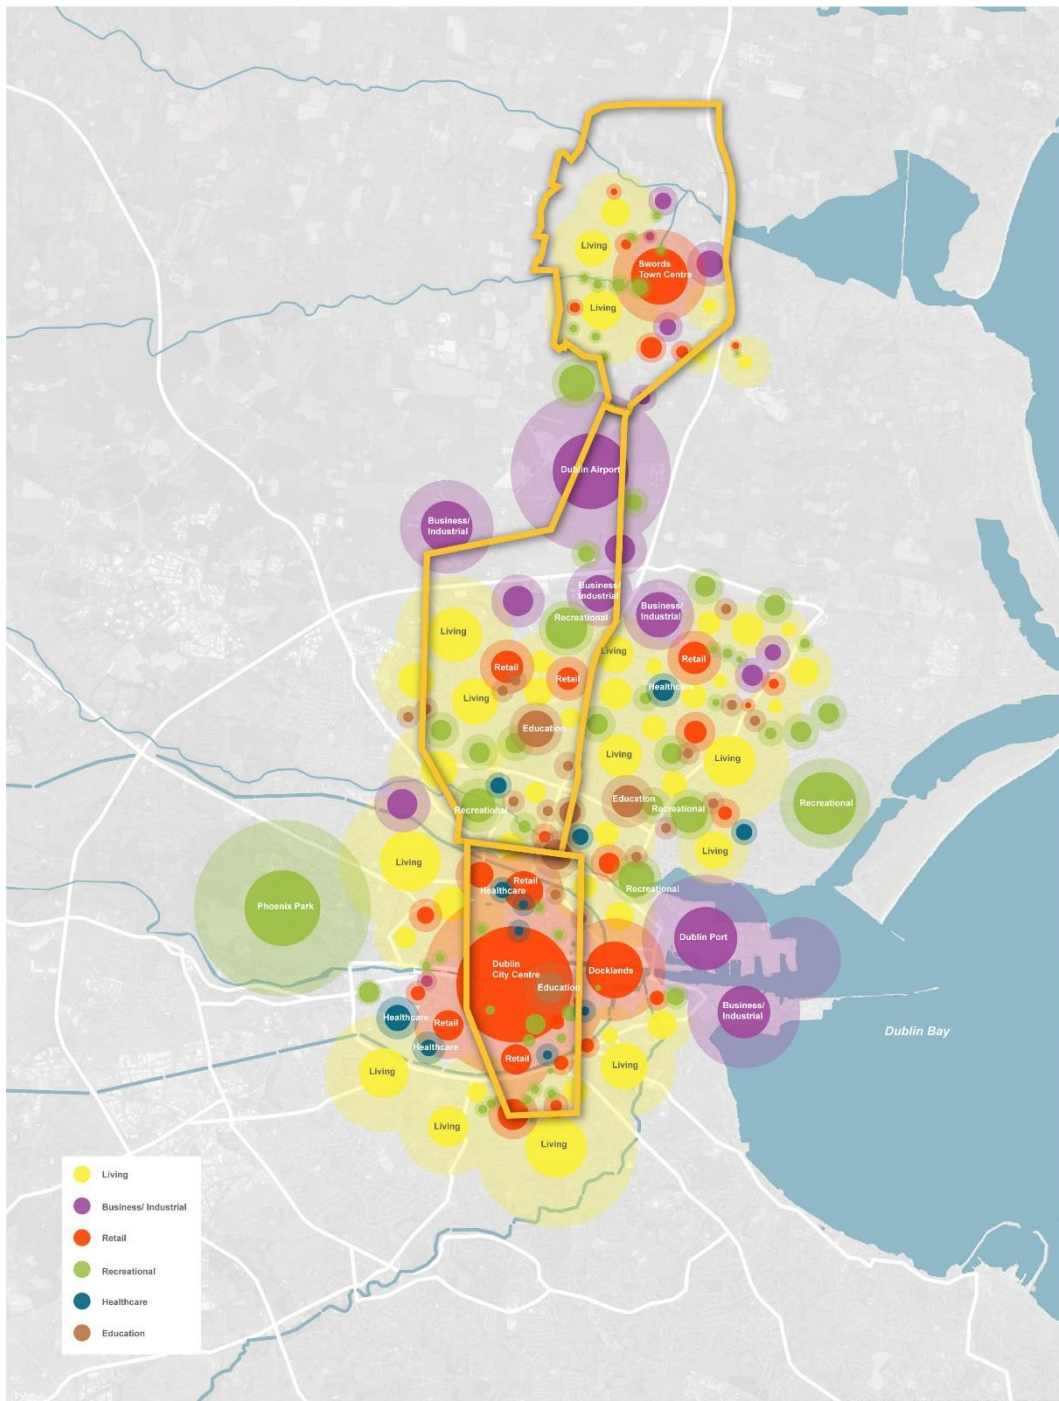 Living
Swords
Town Centre
Living
Dublin Airport
Business/
Industrial
Business/
Industrial
Business/
Industrial
Recreational
Living
Living
Retail
Retail
Retail
Healthcare
Living
Education
Living
Living
Recreational
Education
Recreational
Recreational
Living
Living
Retail
Healthcare
Recreational
Phoenix Park
Dublin Port
Dublin
City Centre
Docklands
Education
Business/
Industrial
Healthcare
Retail
Healthcare
Retail
Dublin Bay
Living
Living
Living
Living
Living
Business/ Industrial
Retail
Recreational
Healthcare
Education